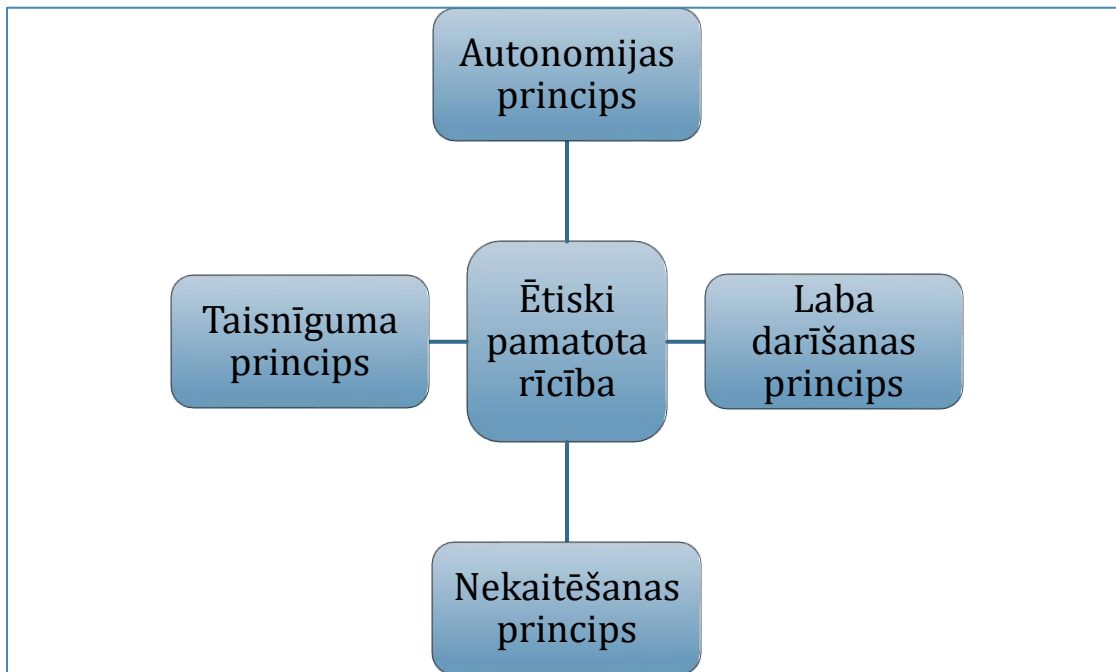 Autonomijas
princips
Taisnīguma
princips
Ētiski
pamatota
rīcība
Laba
darīšanas
princips
Nekaitēšanas
princips